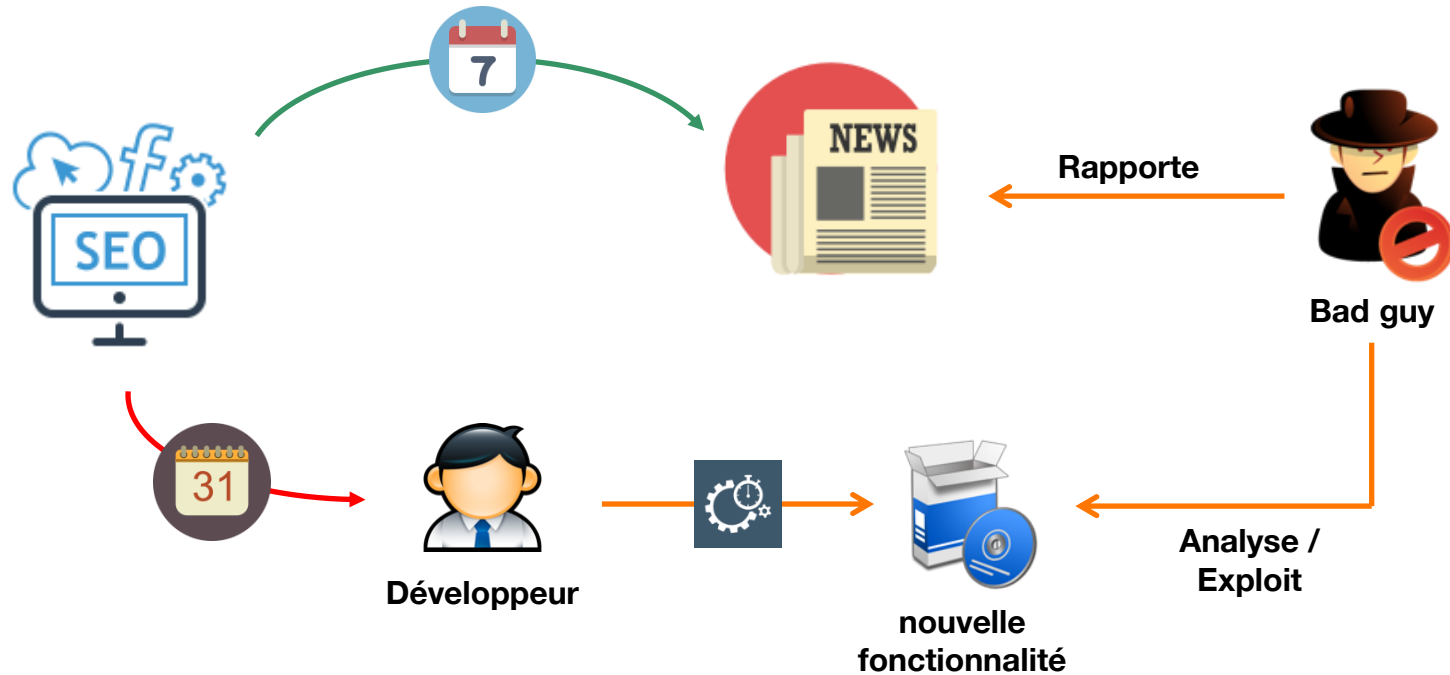 7
NEWS
Rapporte
SEO
Bad guy
31
Développeur
Analyse /
Exploit
nouvelle
fonctionnalité